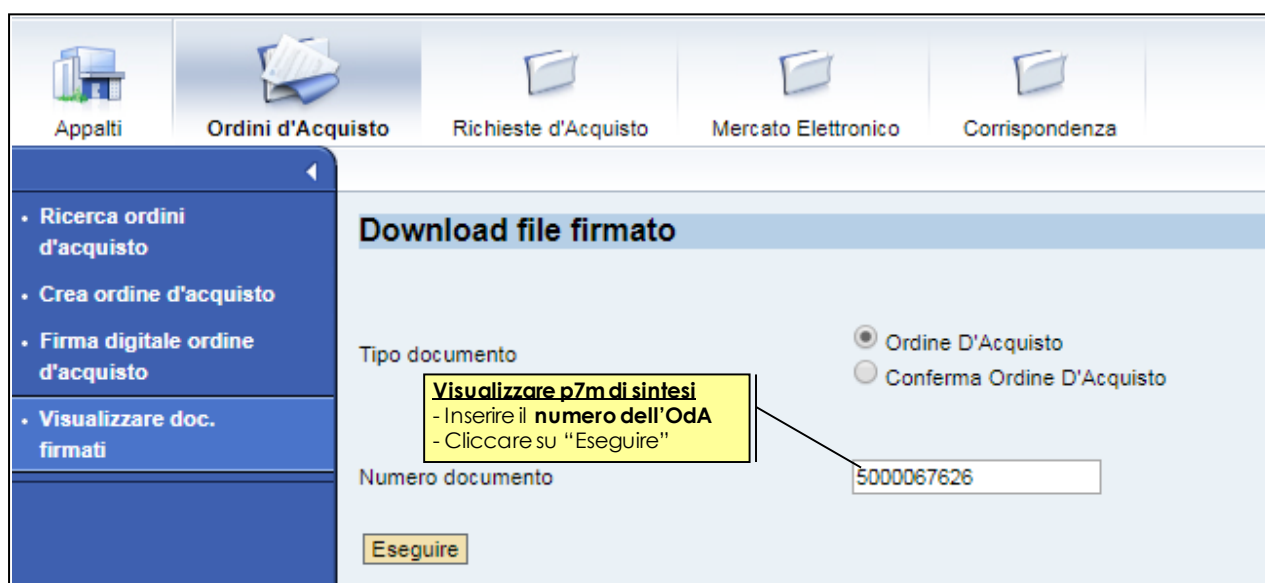 Appalti
Ordini d'Acquisto
Richieste d'Acquisto
Mercato Elettronico
Corrispondenza
Ricerca ordini
d'acquisto
Crea ordine d'acquisto
Firma digitale ordine
d'acquisto
Visualizzare doc.
firmati
Download file firmato
Tipo documento
Ordine D'Acquisto
Conferma Ordine D'Acquisto
Visualizzare p7m di sintesi
- Inserire il numero dell’OdA
- Cliccare su “Eseguire”
Numero documento
5000067626
Eseguire